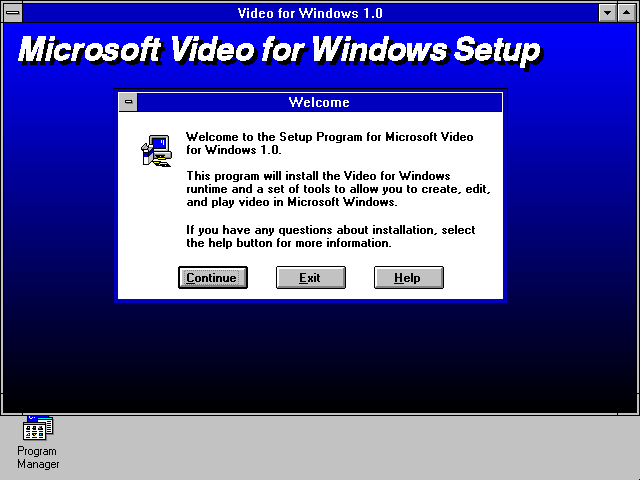 Video for Windows 1.0
Microsoft Video for Windows Setup
Welcome
Welcome to the Setup Program for Microsoft Video
for Windows 1.0.
This program will install the Video for Windows
runtime and a set of tools to allow you to create, edit,
and play video in Microsoft Windows.
If you have any questions about installation, select
the help button for more information.
Continue
Exit
Help
Program
Manager